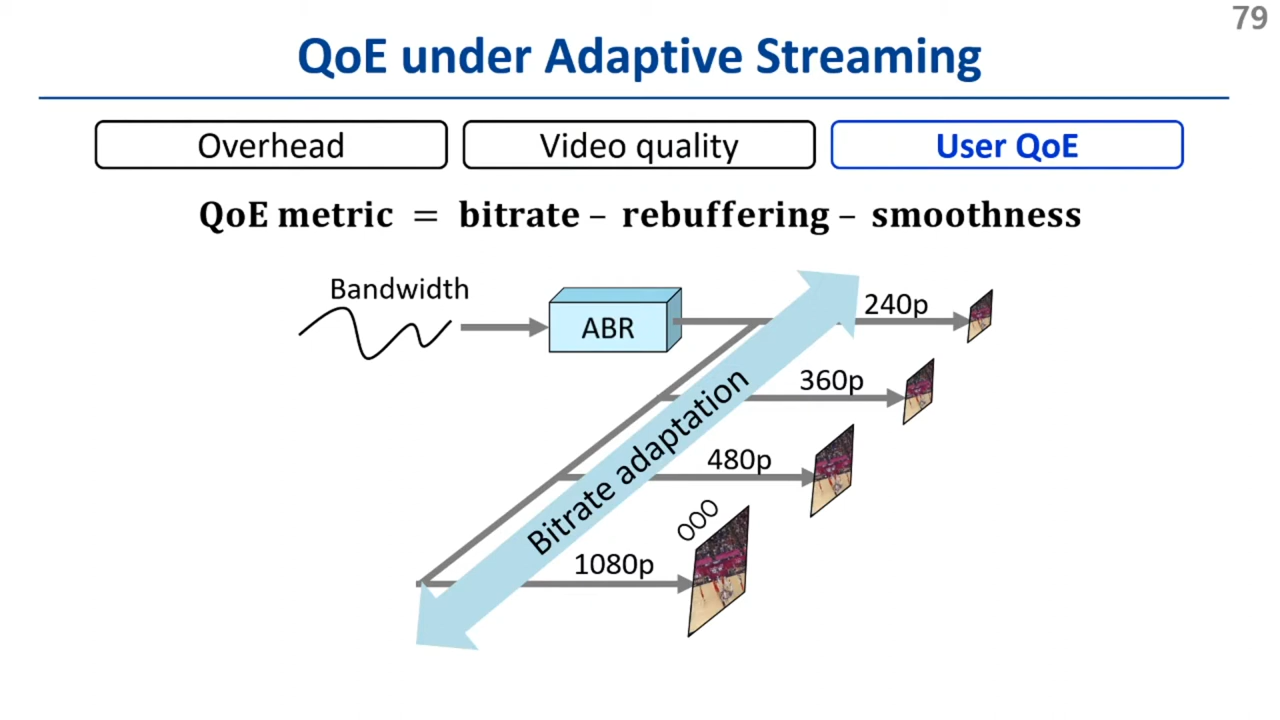 79
QoE under Adaptive Streaming
Overhead
Video quality
User QoE
QoE metric = bitrate – rebuffering – smoothness
Bandwidth
ABR
240p
360p
480p
1080p
Bitrate adaptation